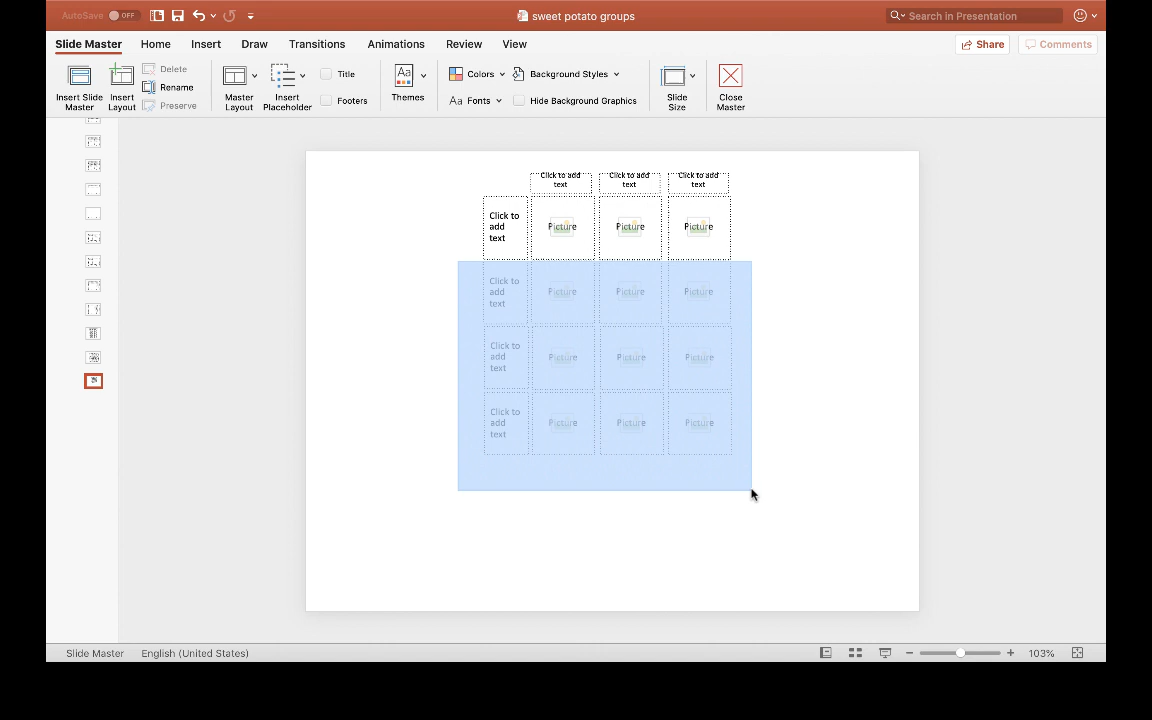 AutoSave OFF
sweet potato groups
Search in Presentation
Slide Master Home Insert Draw Transitions Animations Review View
Share Comments
Insert Slide Master
Insert Layout
Delete
Rename
Preserve
Master Layout
Insert Placeholder
Title
Footers
Themes
Colors
Aa Fonts
Background Styles
Hide Background Graphics
Slide Size
Close Master
Click to add text
Click to add text
Click to add text
Click to add text
Picture Picture Picture
Click to add text
Picture Picture Picture
Click to add text
Picture Picture Picture
Click to add text
Picture Picture Picture
Slide Master English (United States)
103%